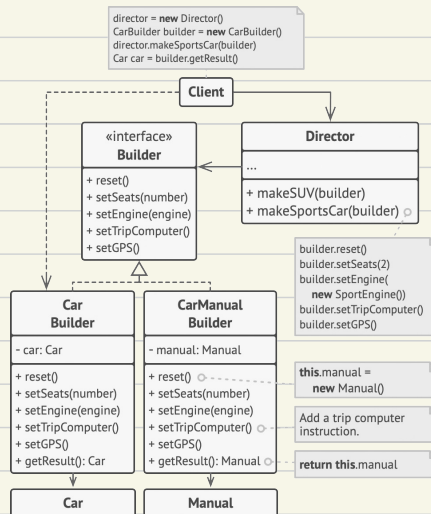 director = new Director()
CarBuilder builder = new CarBuilder()
director.makeSportsCar(builder)
Car car = builder.getResult()
Client
«interface»
Builder
+ reset()
+ setSeats(number)
+ setEngine(engine)
+ setTripComputer()
+ setGPS()
Director
...
+ makeSUV(builder)
+ makeSportsCar(builder)
builder.reset()
builder.setSeats(2)
builder.setEngine(
new SportEngine())
builder.setTripComputer()
builder.setGPS()
Car
Builder
- car: Car
+ reset()
+ setSeats(number)
+ setEngine(engine)
+ setTripComputer()
+ setGPS()
+ getResult(): Car
CarManual
Builder
- manual: Manual
+ reset()
+ setSeats(number)
+ setEngine(engine)
+ setTripComputer()
+ setGPS()
+ getResult(): Manual
this.manual =
new Manual()
Add a trip computer
instruction.
return this.manual
Car
Manual